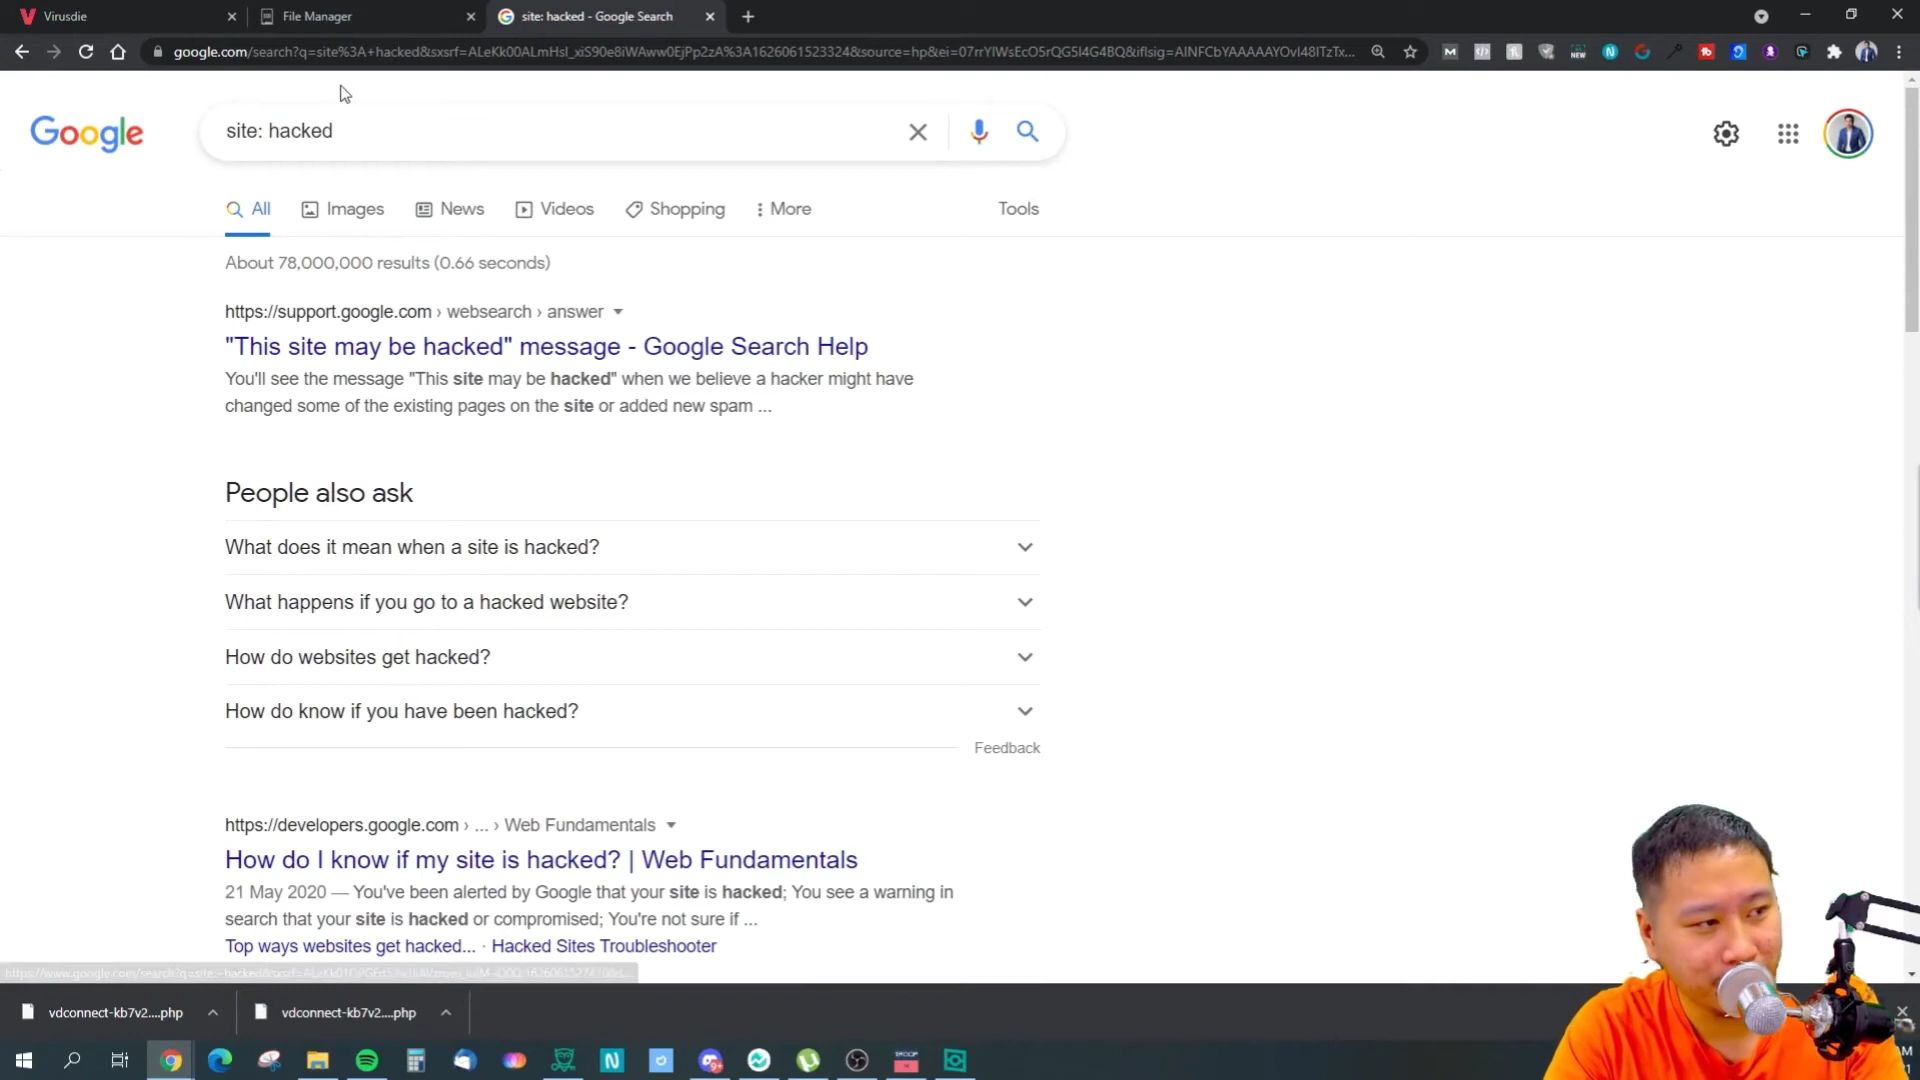 Virusdie
File Manager
site: hacked - Google Search
google.com/search?q=site%3A+hacked&sxsrf=ALeKk00ALmHsI_xiS90e8iWAww0EjPp2zA%3A1626061523324&source=hp&ei=07rrYIWsEcO5rQG5I4G4BQ&iflsig=AINFCbYAAAAAYOvI48ITzTx...
Google
site: hacked
All
Images
News
Videos
Shopping
More
Tools
About 78,000,000 results (0.66 seconds)
https://support.google.com › websearch › answer
"This site may be hacked" message - Google Search Help
You'll see the message "This site may be hacked" when we believe a hacker might have
changed some of the existing pages on the site or added new spam ...
People also ask
What does it mean when a site is hacked?
What happens if you go to a hacked website?
How do websites get hacked?
How do know if you have been hacked?
Feedback
https://developers.google.com › ... › Web Fundamentals
How do I know if my site is hacked? | Web Fundamentals
21 May 2020 — You've been alerted by Google that your site is hacked; You see a warning in
search that your site is hacked or compromised; You're not sure if ...
Top ways websites get hacked... · Hacked Sites Troubleshooter
vdconnect-kb7v2....php
vdconnect-kb7v2....php